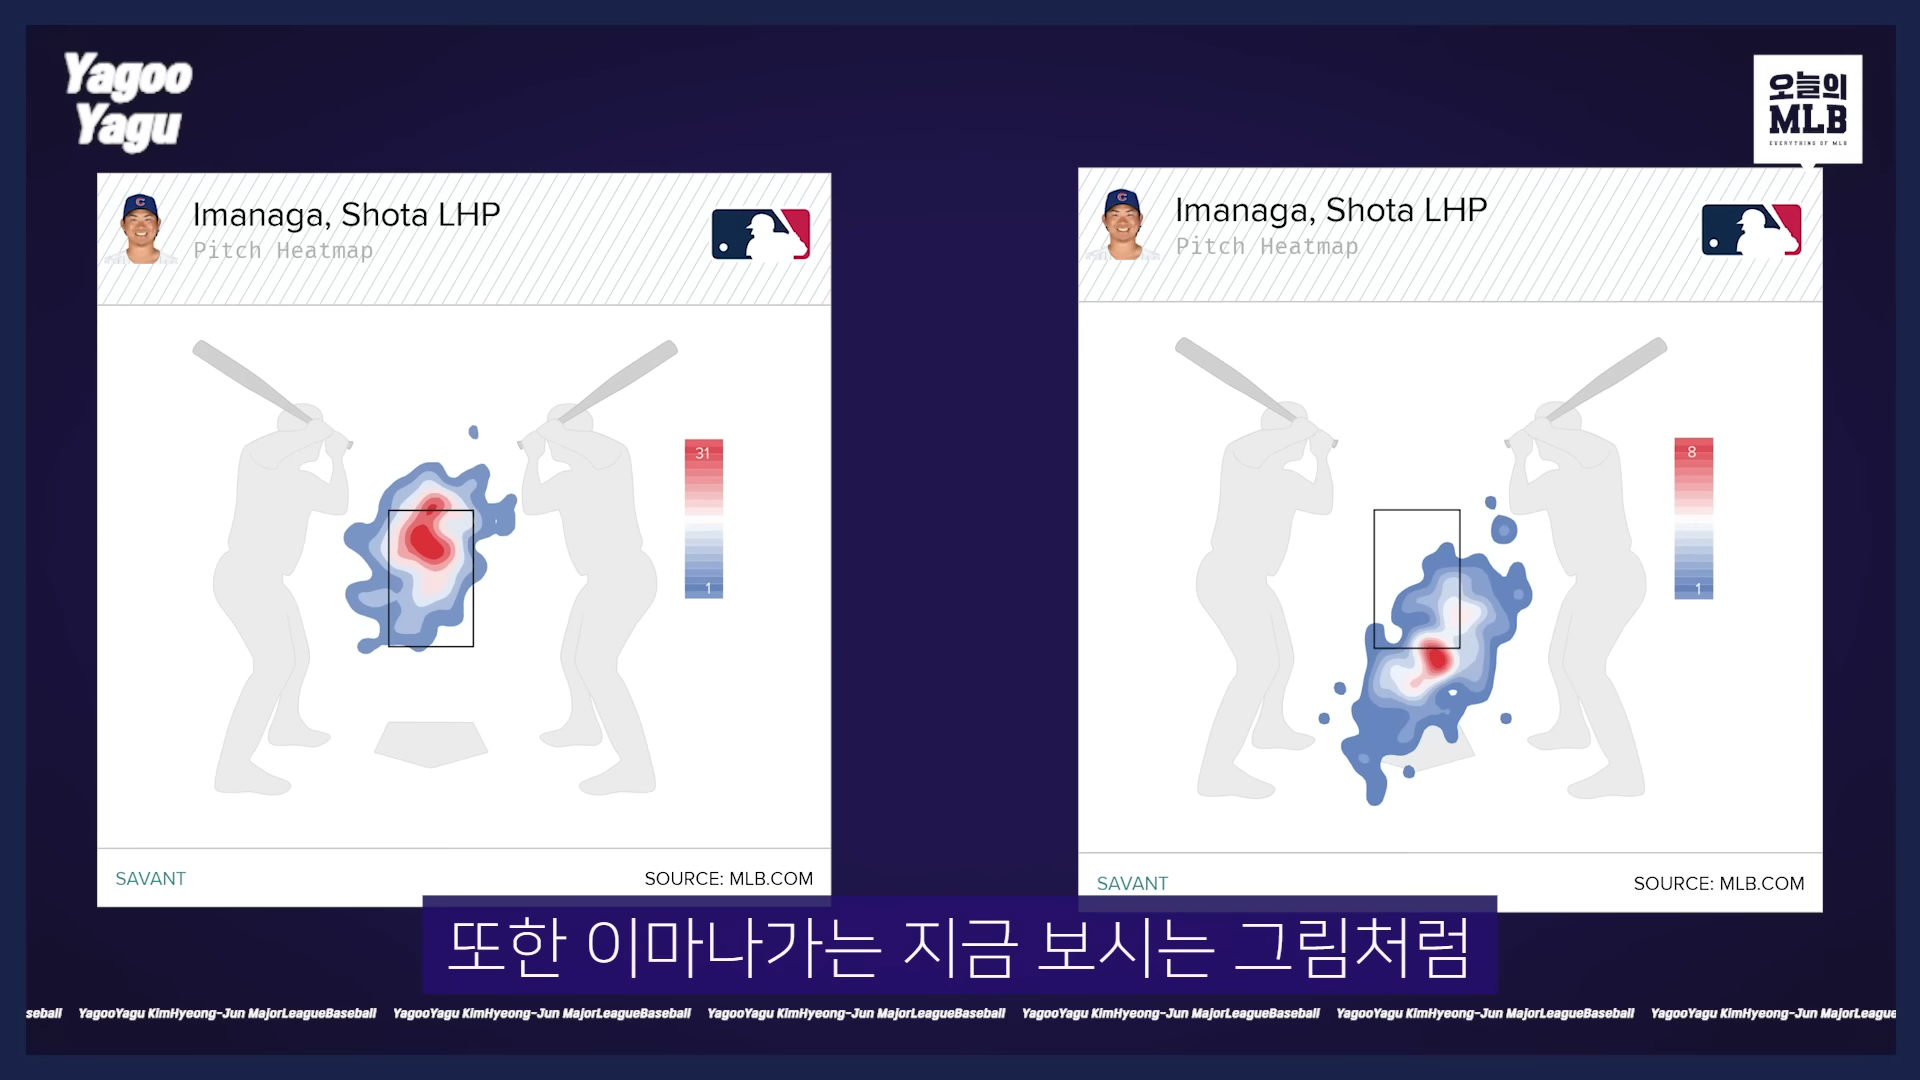 Yagoo
Yagu
오늘의
MLB
EVERYTHING OF MLB
Imanaga, Shota LHP
Pitch Heatmap
31
1
SAVANT
SOURCE: MLB.COM
Imanaga, Shota LHP
Pitch Heatmap
8
1
SAVANT
SOURCE: MLB.COM
또한 이마나가는 지금 보시는 그림처럼
seball YagooYagu KimHyeong-Jun MajorLeagueBaseball YagooYagu KimHyeong-Jun MajorLeagueBaseball YagooYagu KimHyeong-Jun MajorLeagueBaseball YagooYagu KimHyeong-Jun MajorLeagueBaseball YagooYagu KimHyeong-Jun MajorLeagueBaseball YagooYagu KimHyeong-Jun MajorLeague